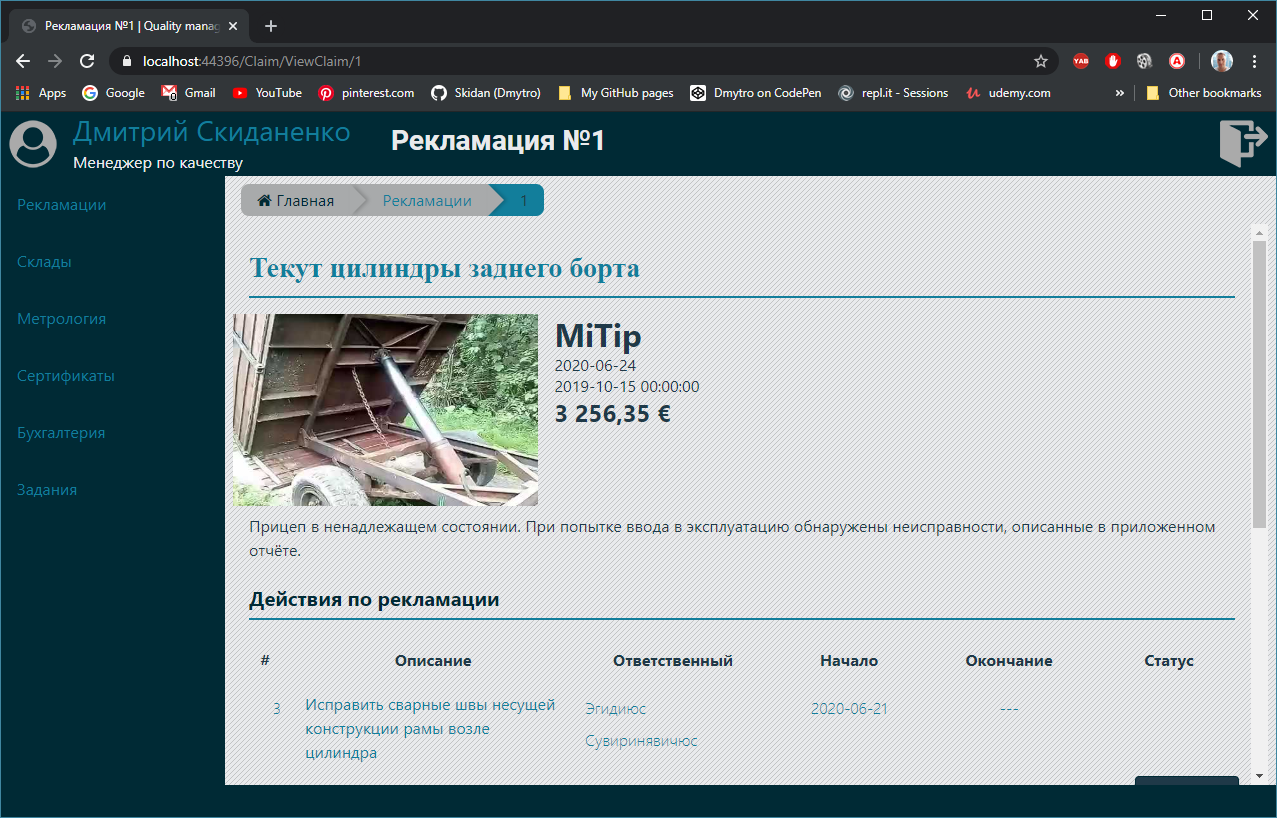 Рекламация №1 | Quality manag
localhost:44396/Claim/ViewClaim/1
YAB
A
Apps Google Gmail YouTube pinterest.com Skidan (Dmytro) My GitHub pages Dmytro on CodePen repl.it - Sessions udemy.com » Other bookmarks
Дмитрий Скиданенко
Менеджер по качеству
Рекламация №1
Рекламации
Склады
Метрология
Сертификаты
Бухгалтерия
Задания
Главная Рекламации 1
Текут цилиндры заднего борта
MiTip
2020-06-24
2019-10-15 00:00:00
3 256,35 €
Прицеп в ненадлежащем состоянии. При попытке ввода в эксплуатацию обнаружены неисправности, описанные в приложенном
отчёте.
Действия по рекламации
# Описание Ответственный Начало Окончание Статус
3 Исправить сварные швы несущей Эгидиюс 2020-06-21 ---
конструкции рамы возле
цилиндра Сувиринявичюс